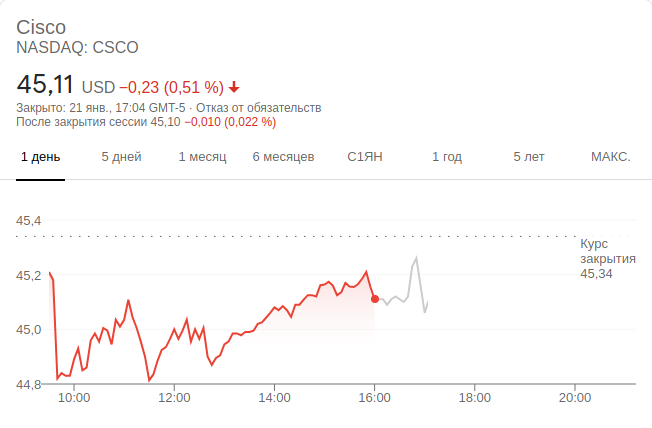 Cisco
NASDAQ: CSCO
45,11 USD −0,23 (0,51 %)
Закрыто: 21 янв., 17:04 GMT-5 · Отказ от обязательств
После закрытия сессии 45,10 −0,010 (0,022 %)
1 день 5 дней 1 месяц 6 месяцев С1ЯН 1 год 5 лет МАКС.
45,4
Курс
закрытия
45,2 45,34
45,0
44,8
10:00 12:00 14:00 16:00 18:00 20:00